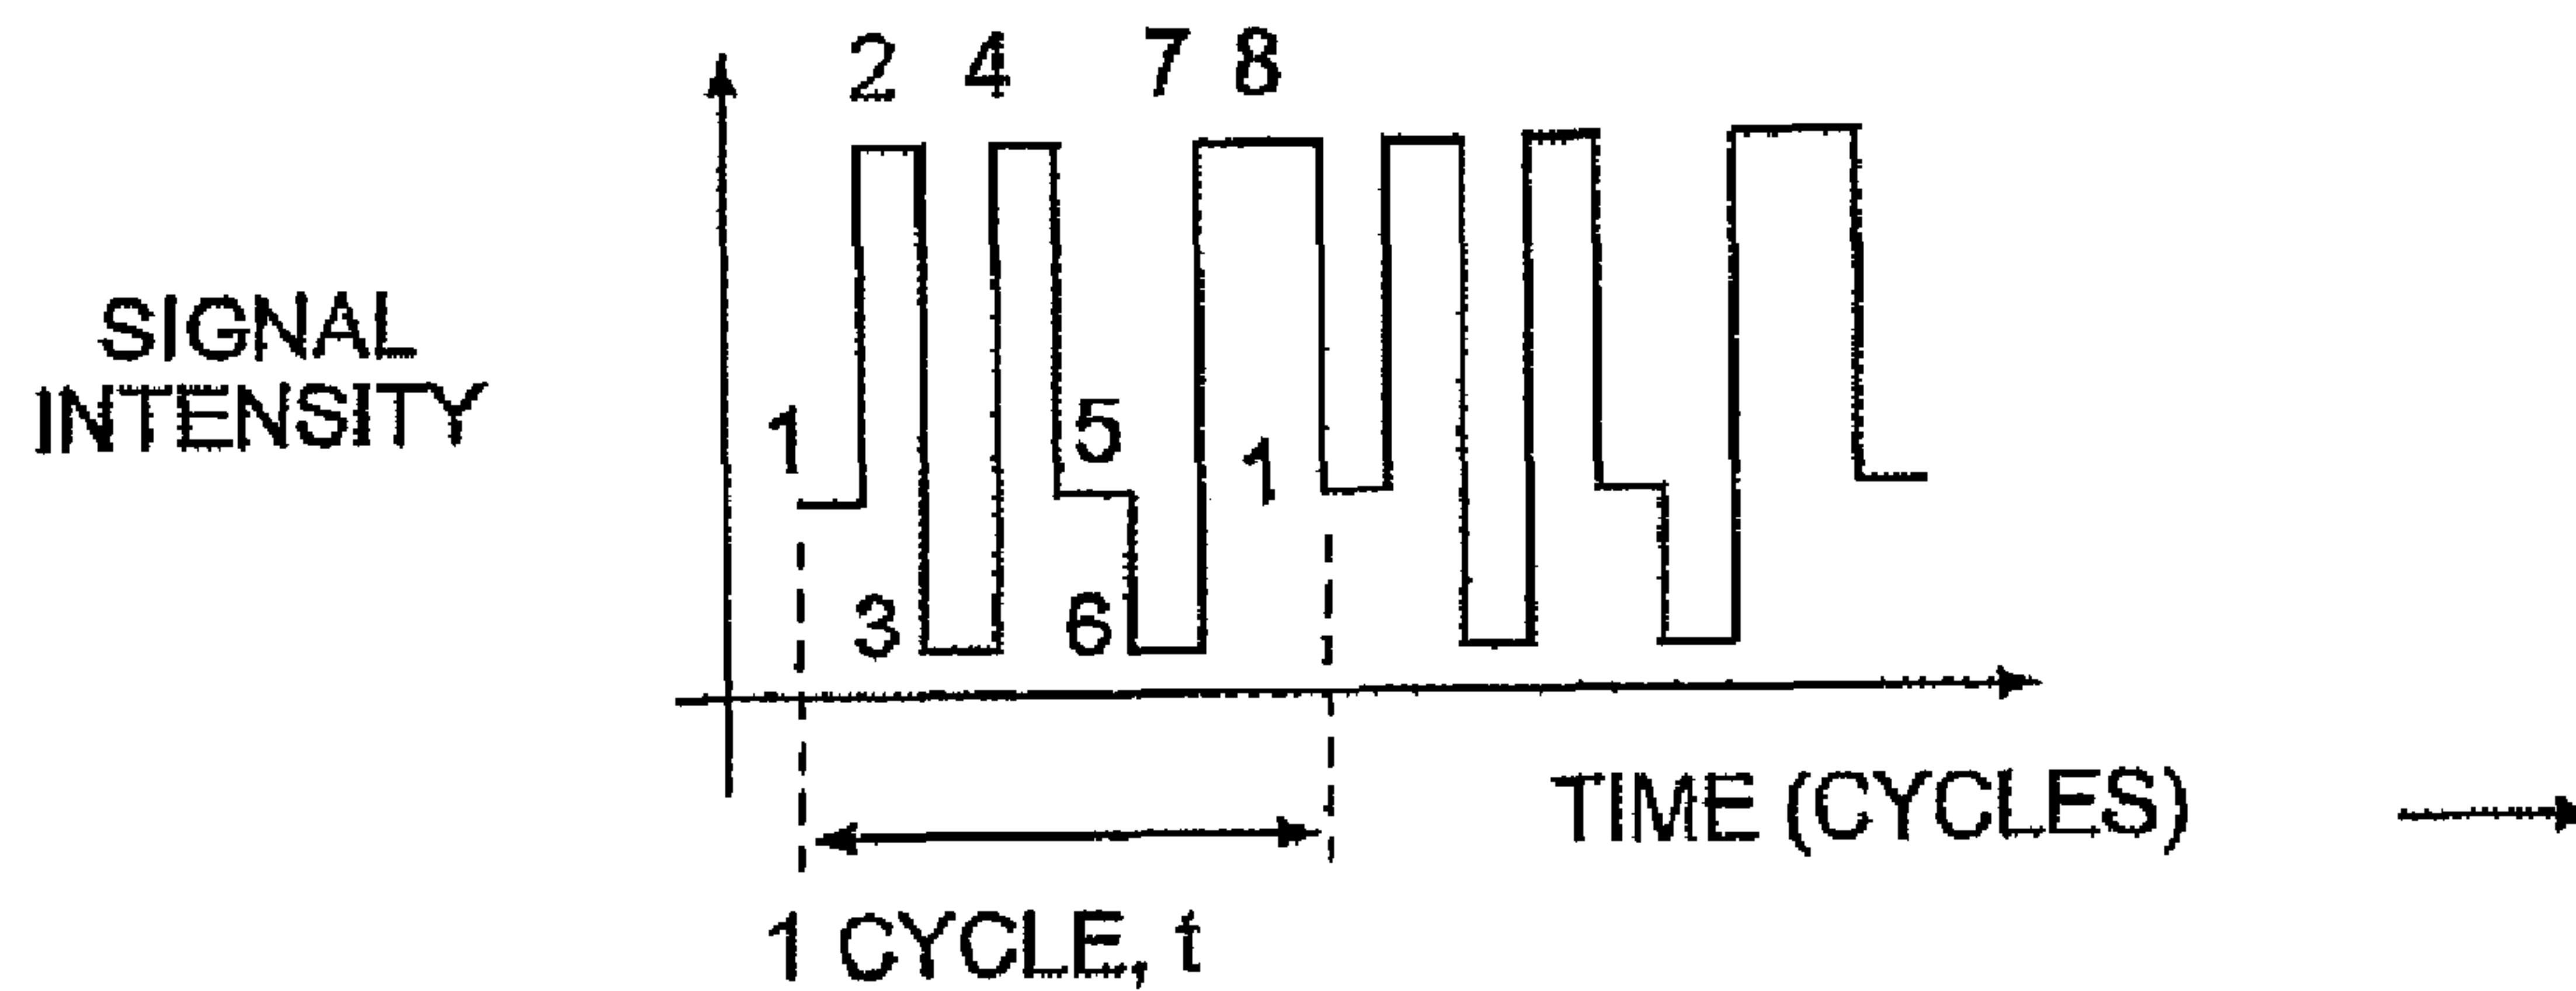 2 4 7 8
SIGNAL
INTENSITY
1 5 1
3 6
TIME (CYCLES)
1 CYCLE, t